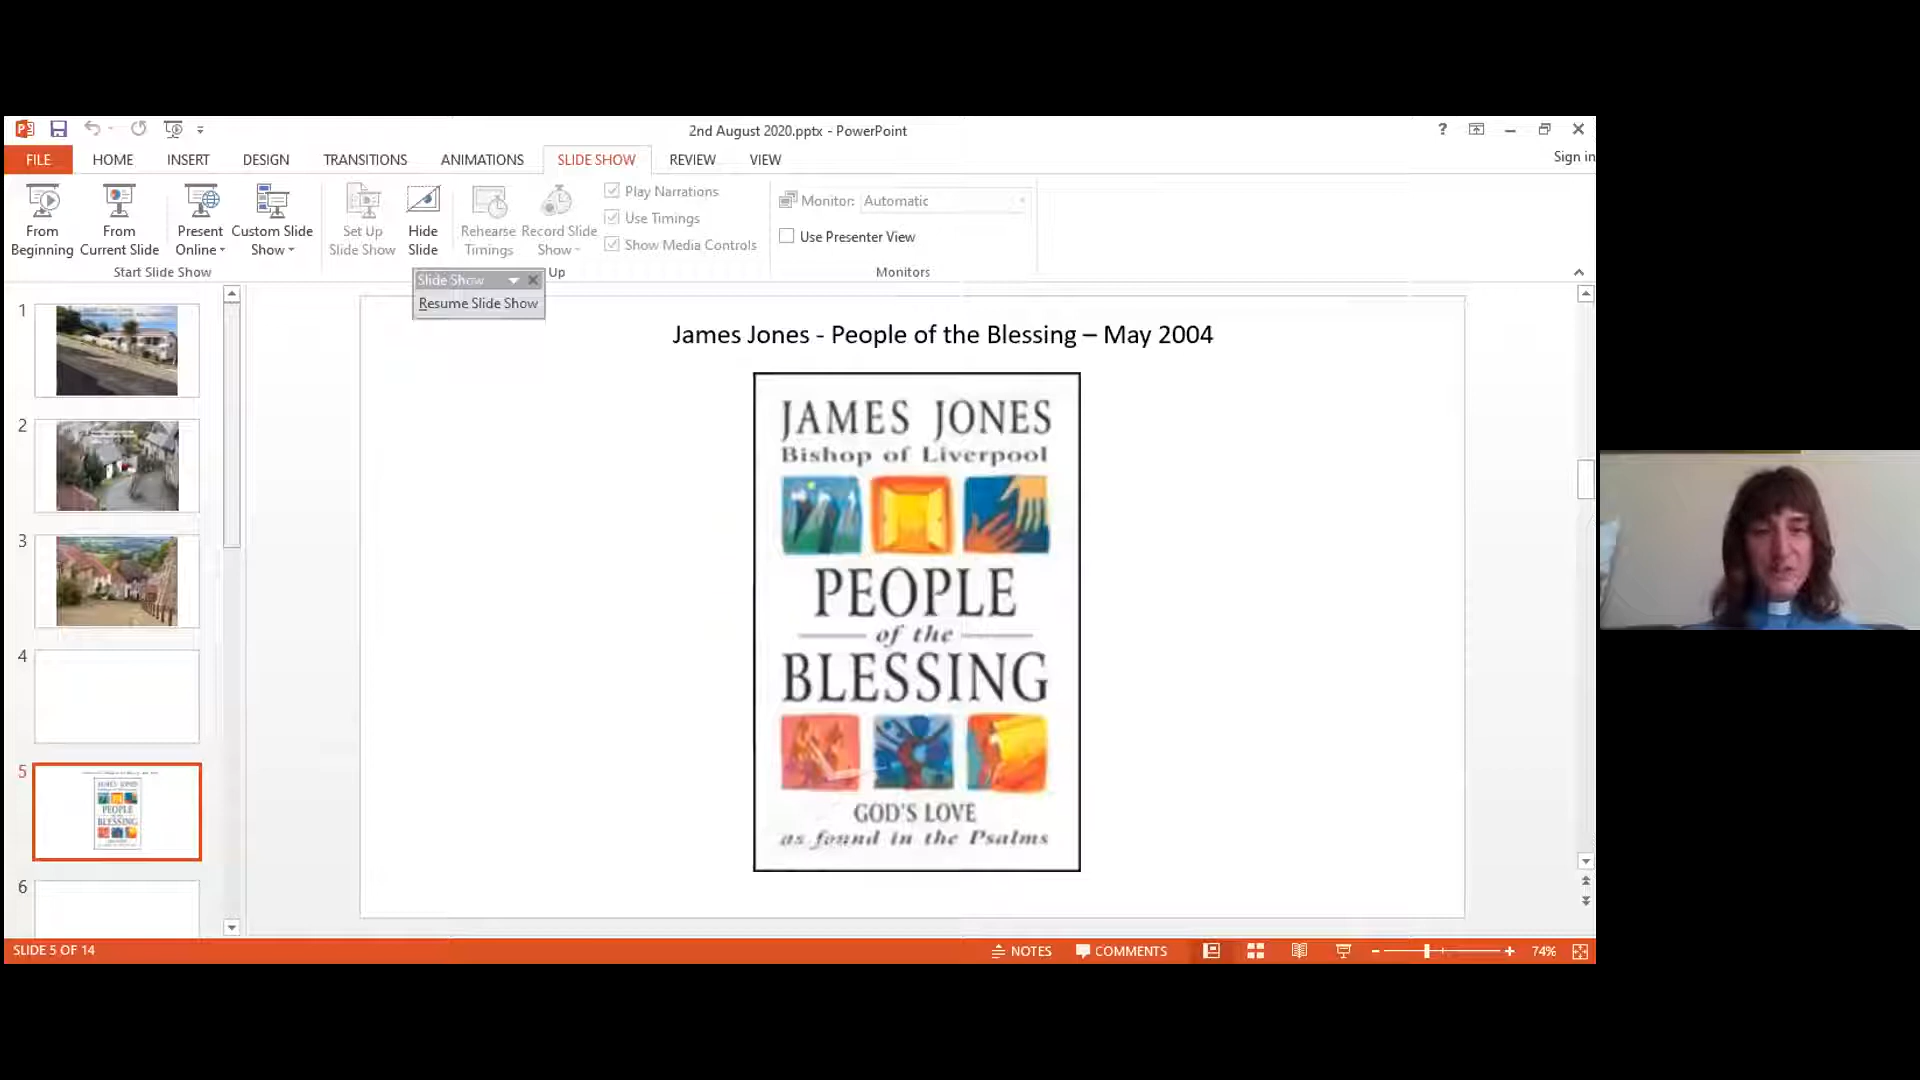 2nd August 2020.pptx - PowerPoint
?
Sign in
FILE HOME INSERT DESIGN TRANSITIONS ANIMATIONS SLIDE SHOW REVIEW VIEW
From Beginning
From Current Slide
Present Online
Custom Slide Show
Set Up Slide Show
Hide Slide
Rehearse Timings
Record Slide Show
Play Narrations
Use Timings
Show Media Controls
Monitor: Automatic
Use Presenter View
Start Slide Show
Up
Monitors
Slide Show
Resume Slide Show
1
2
3
4
5
6
James Jones - People of the Blessing – May 2004
JAMES JONES
Bishop of Liverpool
PEOPLE
of the
BLESSING
GOD'S LOVE
as found in the Psalms
JAMES JONES
PEOPLE
BLESSING
SLIDE 5 OF 14
NOTES COMMENTS 74%